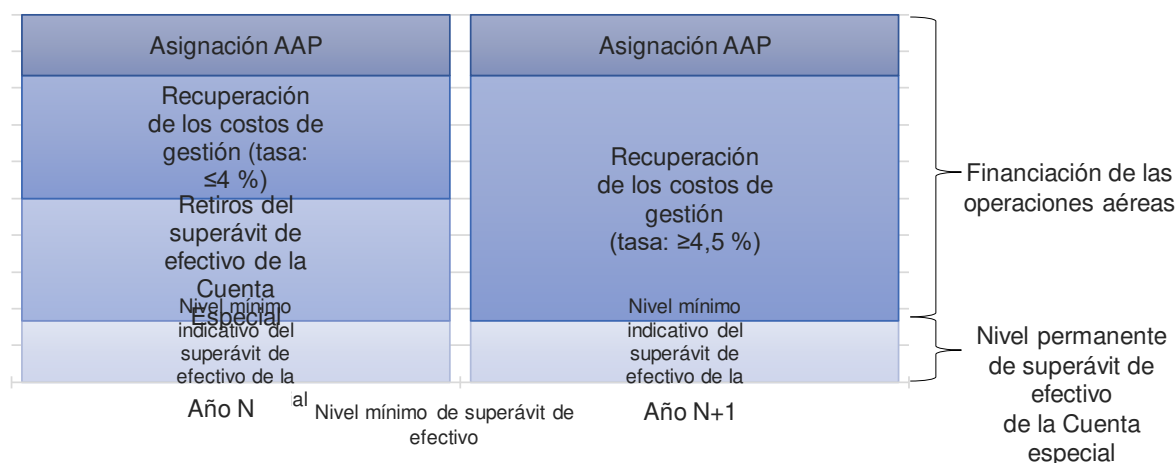 Asignación AAP
Recuperación
de los costos de
gestión (tasa:
≤4 %)
Retiros del
superávit de
efectivo de la
Cuenta
Especial
Nivel mínimo
indicativo del
superávit de
efectivo de la
al
Año N
Asignación AAP
Recuperación
de los costos de
gestión
(tasa: ≥4,5 %)
Nivel mínimo
indicativo del
superávit de
efectivo de la
Año N+1
Nivel mínimo de superávit de
efectivo
Financiación de las
operaciones aéreas
Nivel permanente
de superávit de
efectivo
de la Cuenta
especial